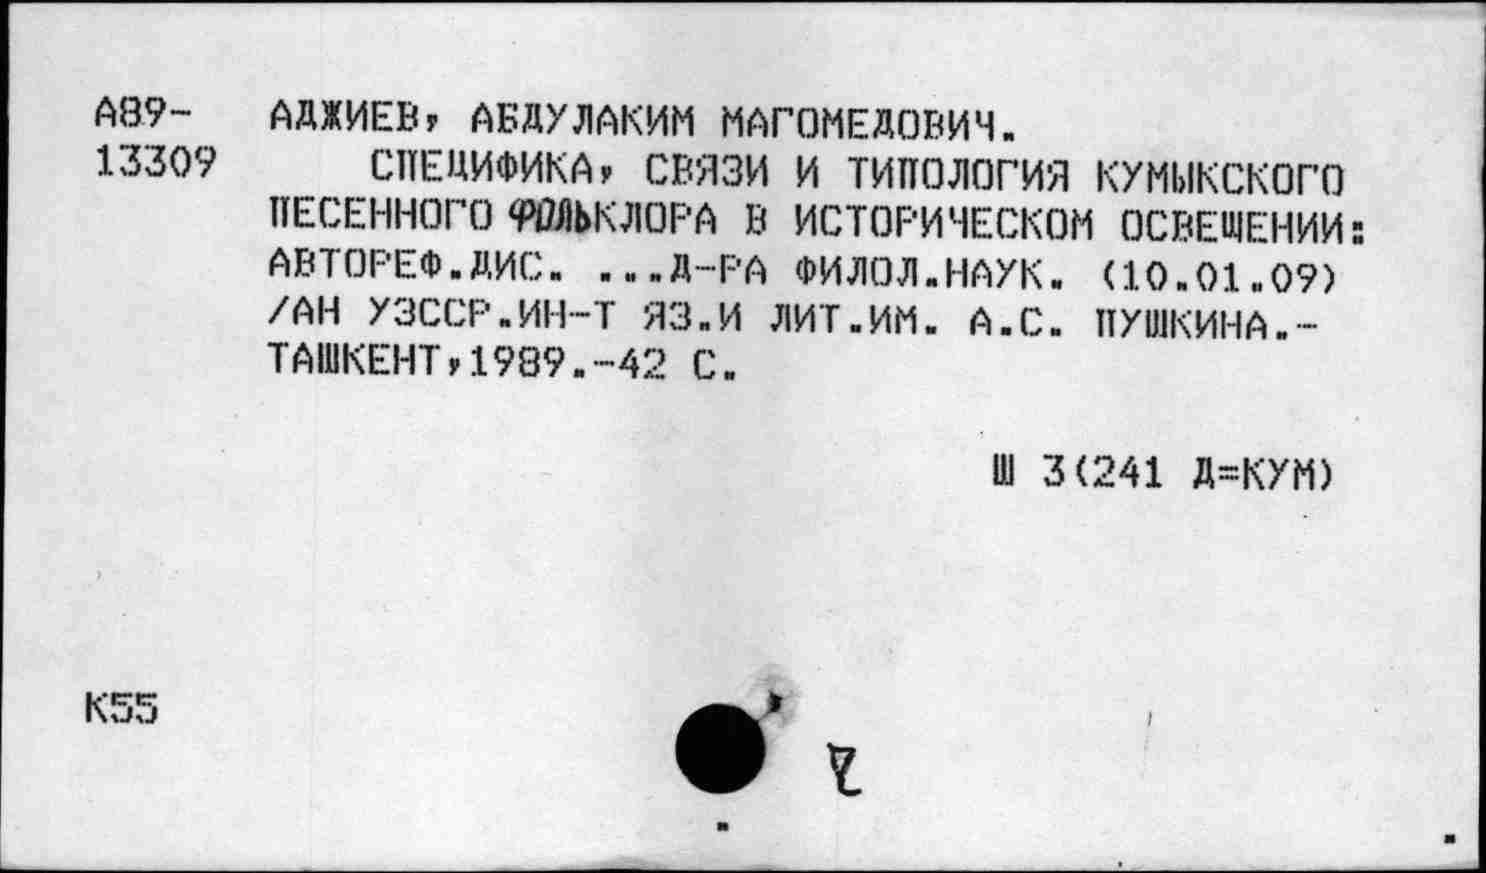 А89- АДЖИЕВ, АБДУЛАКИМ МАГОМЕДОВИЧ.
13309 СПЕЦИФИКА, СВЯЗИ И ТИПОЛОГИЯ КУМЫКСКОГО
ПЕСЕННОГО ФОЛЬКЛОРА В ИСТОРИЧЕСКОМ ОСВЕЩЕНИИ:
АВТОРЕФ.ДИС. ...Д-РА ФИЛОЛ.НАУК. (10.01.09)
/АН УЗССР.ИН-Т ЯЗ.И ЛИТ.ИМ. А.С. ПУШКИНА.-
ТАШКЕНТ,1989.-42 С.
Ш 3(241 Д=КУМ)
К55